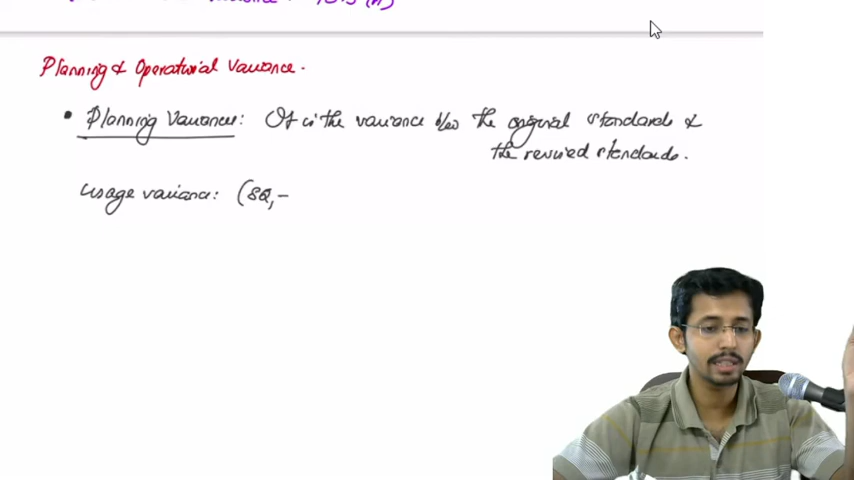 Planning & Operational Variance.
• Planning Variance: It is the variance b/w the original standards &
the revised standards.
Usage variance: (SQ, -